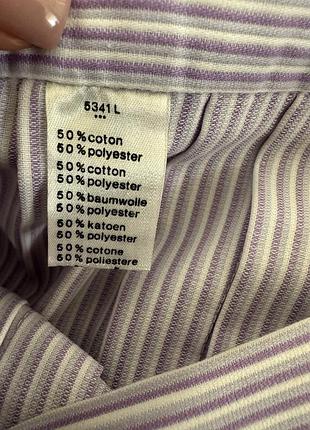 5341 L
***
50%coton
50% polyester
50% cotton
50% polyester
50% baumwolle
50% polyester
50% katoen
50% polyester
50% cotone
50% poliestere